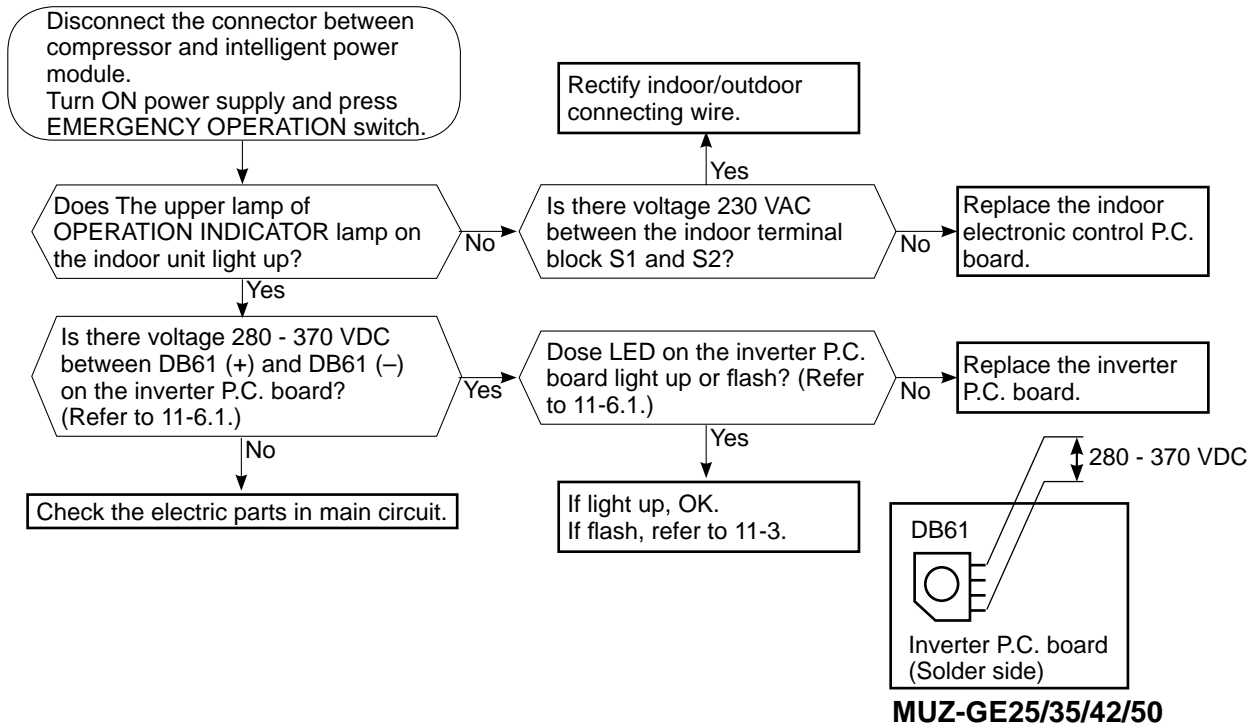 Disconnect the connector between
compressor and intelligent power
module.
Turn ON power supply and press
EMERGENCY OPERATION switch.
Rectify indoor/outdoor
connecting wire.
Yes
Does The upper lamp of
OPERATION INDICATOR lamp on
the indoor unit light up?
No
Is there voltage 230 VAC
between the indoor terminal
block S1 and S2?
No
Replace the indoor
electronic control P.C.
board.
Yes
Is there voltage 280 - 370 VDC
between DB61 (+) and DB61 (–)
on the inverter P.C. board?
(Refer to 11-6.1.)
Yes
Dose LED on the inverter P.C.
board light up or flash? (Refer
to 11-6.1.)
No
Replace the inverter
P.C. board.
No
Yes
Check the electric parts in main circuit.
If light up, OK.
If flash, refer to 11-3.
280 - 370 VDC
DB61
Inverter P.C. board
(Solder side)
MUZ-GE25/35/42/50